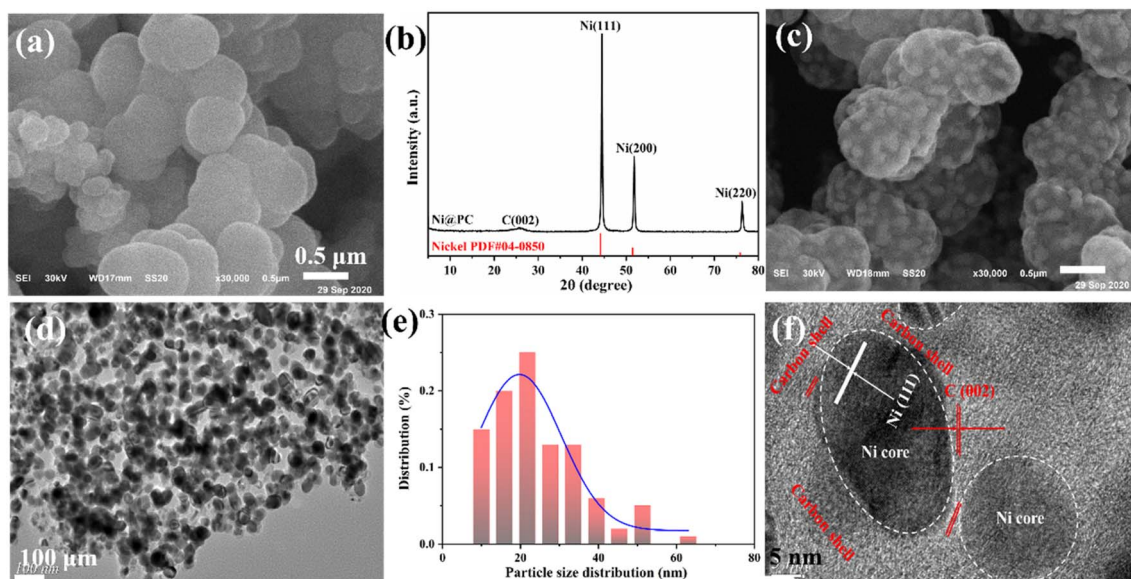 (a)
0.5 µm
SEI 30kV WD17mm SS20 x30,000 0.5µm
29 Sep 2020
(b)
Intensity (a.u.)
Ni(111)
Ni(200)
Ni(220)
C(002)
Ni@PC
Nickel PDF#04-0850
10 20 30 40 50 60 70 80
2θ (degree)
(c)
SEI 30kV WD18mm SS20 x30,000 0.5µm
29 Sep 2020
(d)
100 µm
100 nm
(e)
Distribution (%)
0.3
0.2
0.1
0.0
0 20 40 60 80
Particle size distribution (nm)
(f)
Carbon shell
Carbon shell
Ni (111)
C (002)
Ni core
Carbon shell
Ni core
5 nm